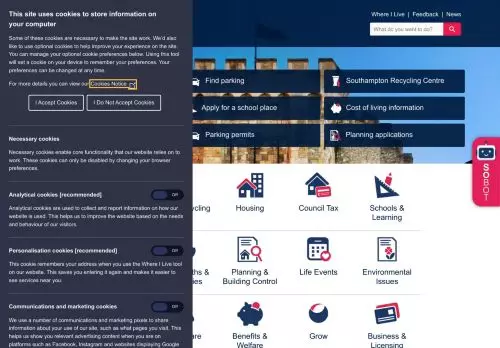 This site uses cookies to store information on
your computer
Some of these cookies are necessary to make the site work. We'd also
like to use optional cookies to help improve your experience on the site.
You can manage your optional cookie preferences below. Using this tool
will set a cookie on your device to remember your preferences. Your
preferences can be changed at any time.
For more details you can view our Cookies Notice
I Accept Cookies
I Do Not Accept Cookies
Necessary cookies
Necessary cookies enable core functionality that our website relies on to
work. These cookies can only be disabled by changing your browser
preferences.
Analytical cookies [recommended]
Off
Analytical cookies are used to collect and report information on how our
website is used. This helps us to improve the website based on the needs
and behaviour of our visitors.
Personalisation cookies [recommended]
Off
This cookie remembers your address when you use the Where I Live tool
on our website. This saves you entering it again and makes it easier to
see services near you.
Communications and marketing cookies
Off
We use a number of communications and marketing pixels to share
information about your use of our site, such as what pages you visit. This
helps us show you relevant advertising content when you are on
platforms such as Facebook, Instagram and websites displaying Google
Where I Live | Feedback | News
What do you want to do?
Find parking
Southampton Recycling Centre
Apply for a school place
Cost of living information
Parking permits
Planning applications
SOBOT
cycling
Housing
Council Tax
Schools &
Learning
ths &
Planning &
Building Control
Life Events
Environmental
Issues
are
Benefits &
Welfare
Grow
Business &
Licensing